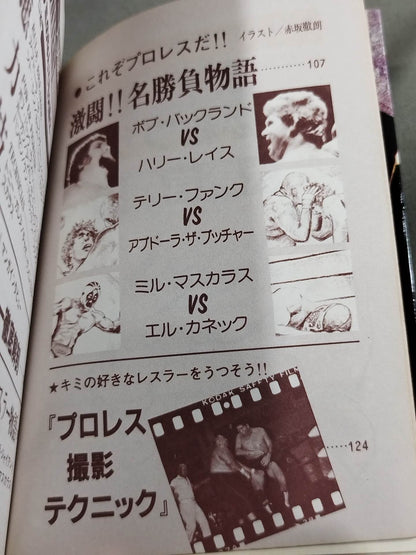 ●これぞプロレスだ!!
イラスト/赤坂徹朗
激闘!!名勝負物語…………107
ボブ・バックランド
VS
ハリー・レイス
テリー・ファンク
VS
アブドーラ・ザ・ブッチャー
ミル・マスカラス
VS
エル・カネック
★キミの好きなレスラーをうつそう!!
KODAK SAFETY FILM
『プロレス
撮影
テクニック』
……124